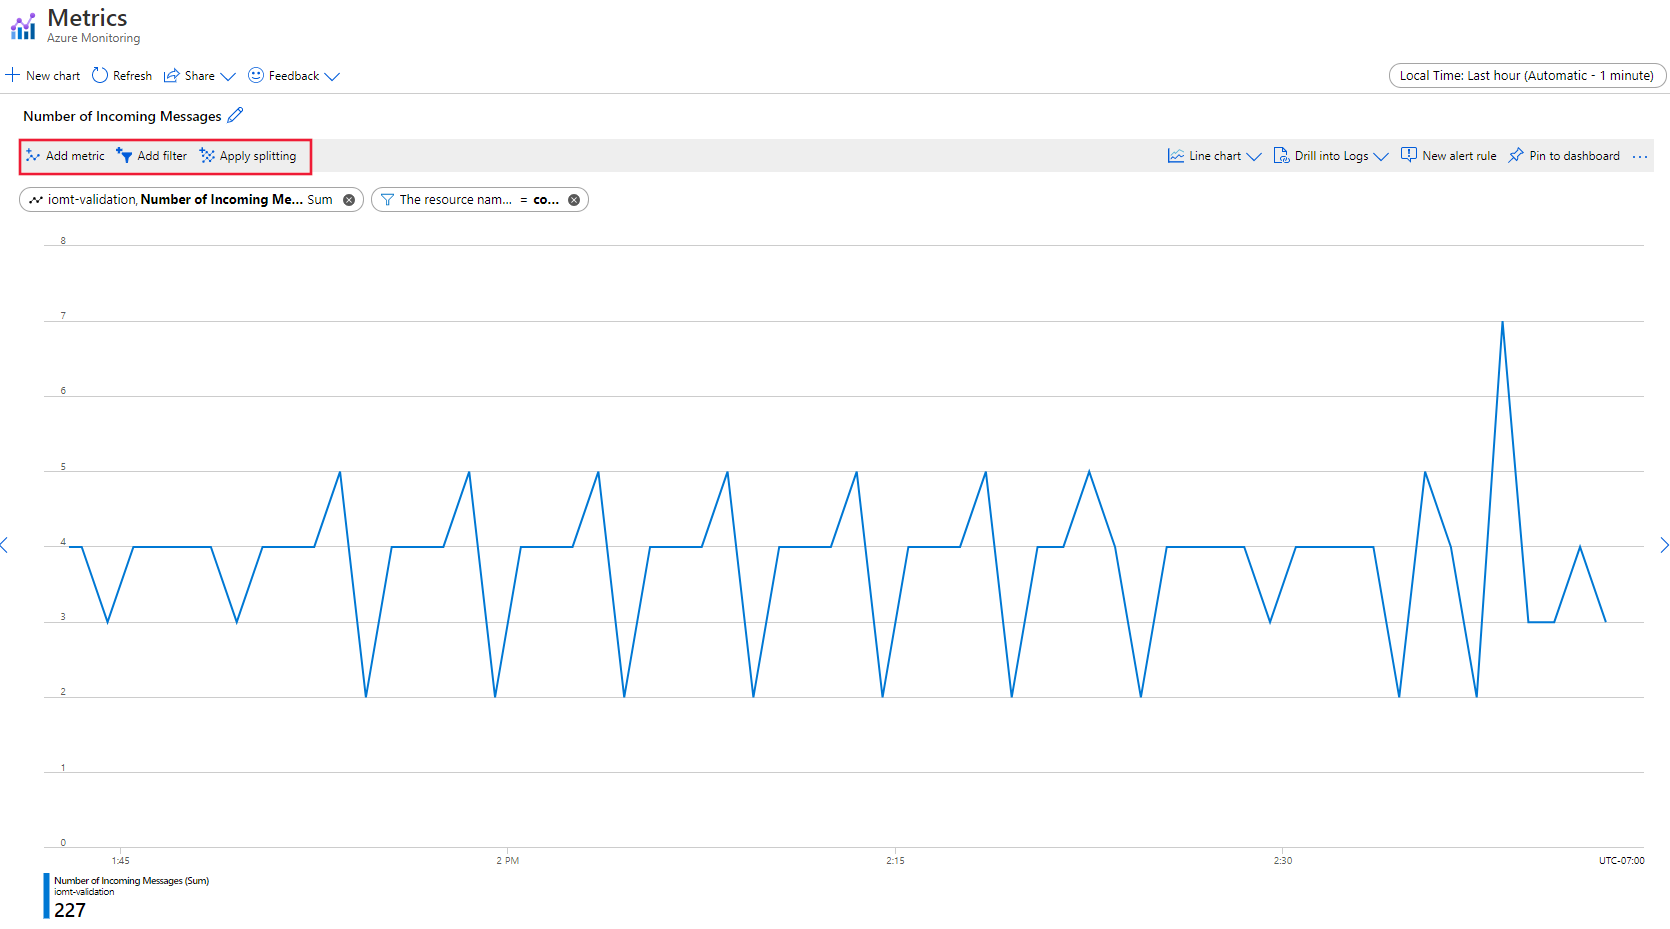 Metrics
Azure Monitoring
New chart Refresh Share Feedback Local Time: Last hour (Automatic - 1 minute)
Number of Incoming Messages
Add metric Add filter Apply splitting Line chart Drill into Logs New alert rule Pin to dashboard ...
iomt-validation, Number of Incoming Me... Sum The resource nam... = co...
8
7
6
5
4
3
2
1
0
1:45 2 PM 2:15 2:30 UTC-07:00
Number of Incoming Messages (Sum)
iomt-validation
227